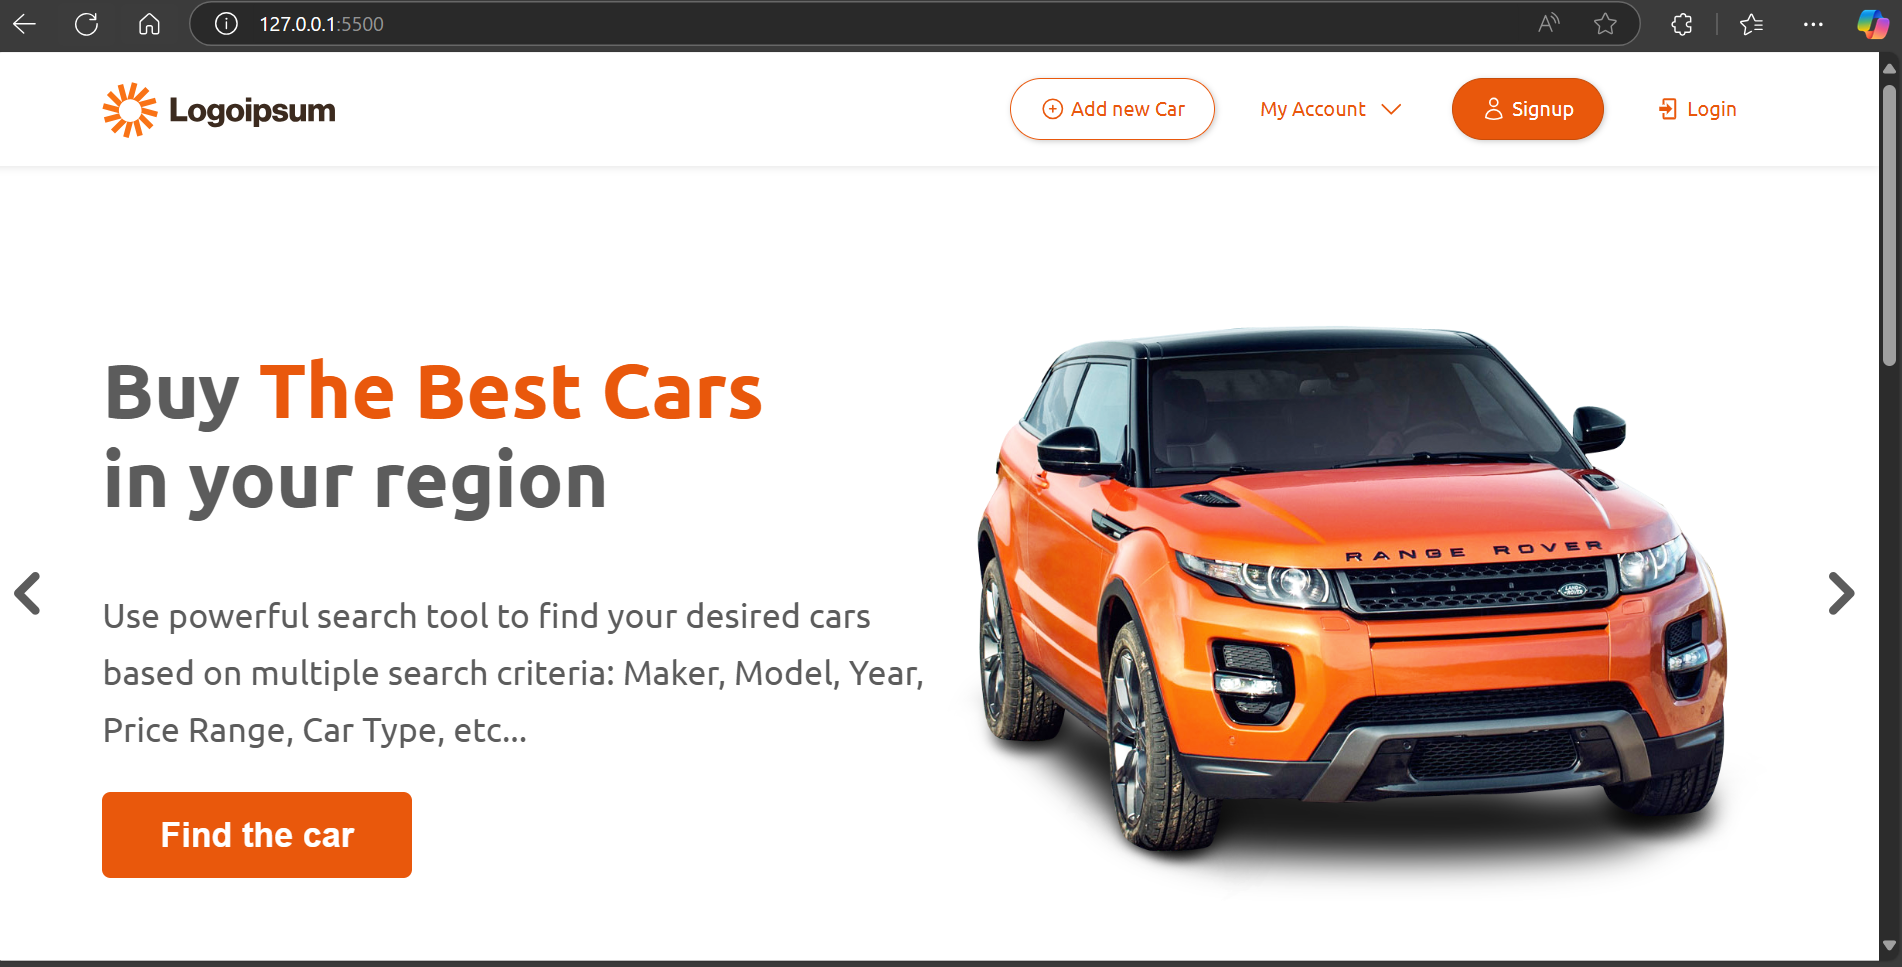 127.0.0.1:5500
Logoipsum
Add new Car
My Account
Signup
Login
Buy The Best Cars
in your region
Use powerful search tool to find your desired cars
based on multiple search criteria: Maker, Model, Year,
Price Range, Car Type, etc...
Find the car
RANGE ROVER
LAND ROVER